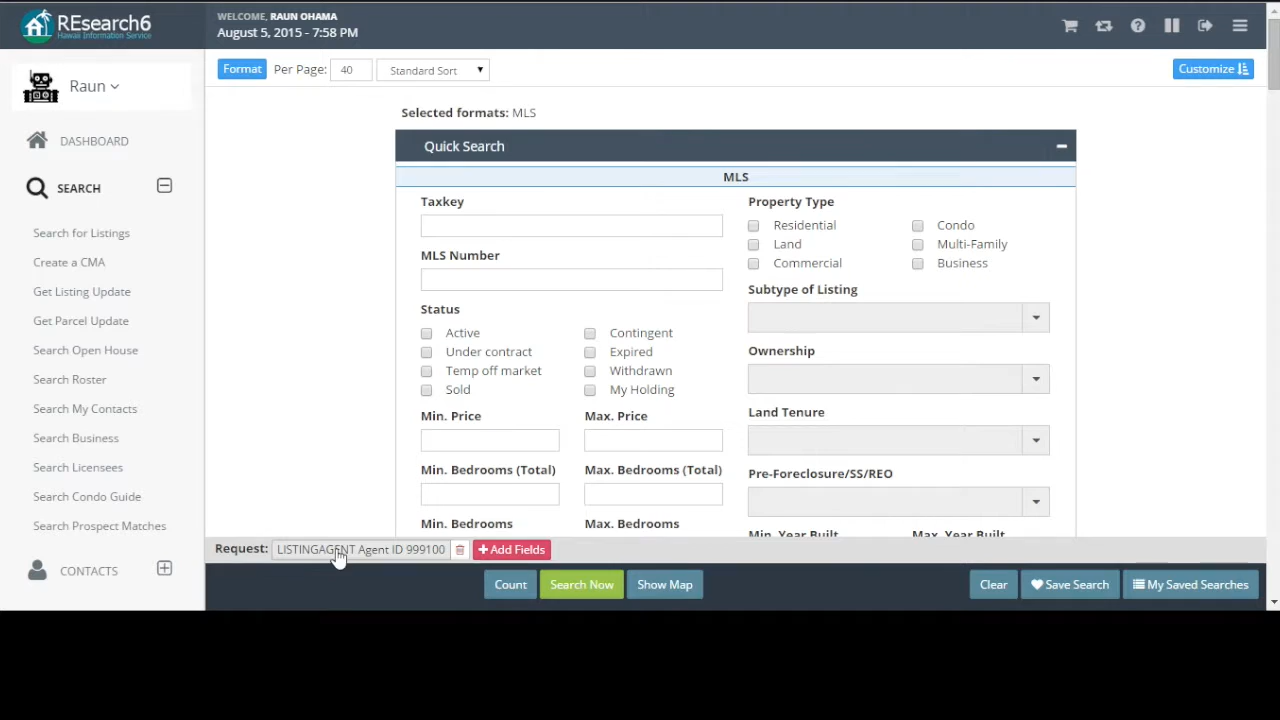 REsearch6
Hawaii Information Service
WELCOME, RAUN OHAMA
August 5, 2015 - 7:58 PM
Raun
DASHBOARD
SEARCH
Search for Listings
Create a CMA
Get Listing Update
Get Parcel Update
Search Open House
Search Roster
Search My Contacts
Search Business
Search Licensees
Search Condo Guide
Search Prospect Matches
CONTACTS
Format Per Page: 40 Standard Sort
Customize
Selected formats: MLS
Quick Search
MLS
Taxkey
MLS Number
Status
Active Contingent
Under contract Expired
Temp off market Withdrawn
Sold My Holding
Min. Price Max. Price
Min. Bedrooms (Total) Max. Bedrooms (Total)
Min. Bedrooms Max. Bedrooms
Property Type
Residential Condo
Land Multi-Family
Commercial Business
Subtype of Listing
Ownership
Land Tenure
Pre-Foreclosure/SS/REO
Min. Year Built Max. Year Built
Request: LISTINGAGENT Agent ID 999100 Add Fields
Count Search Now Show Map Clear Save Search My Saved Searches